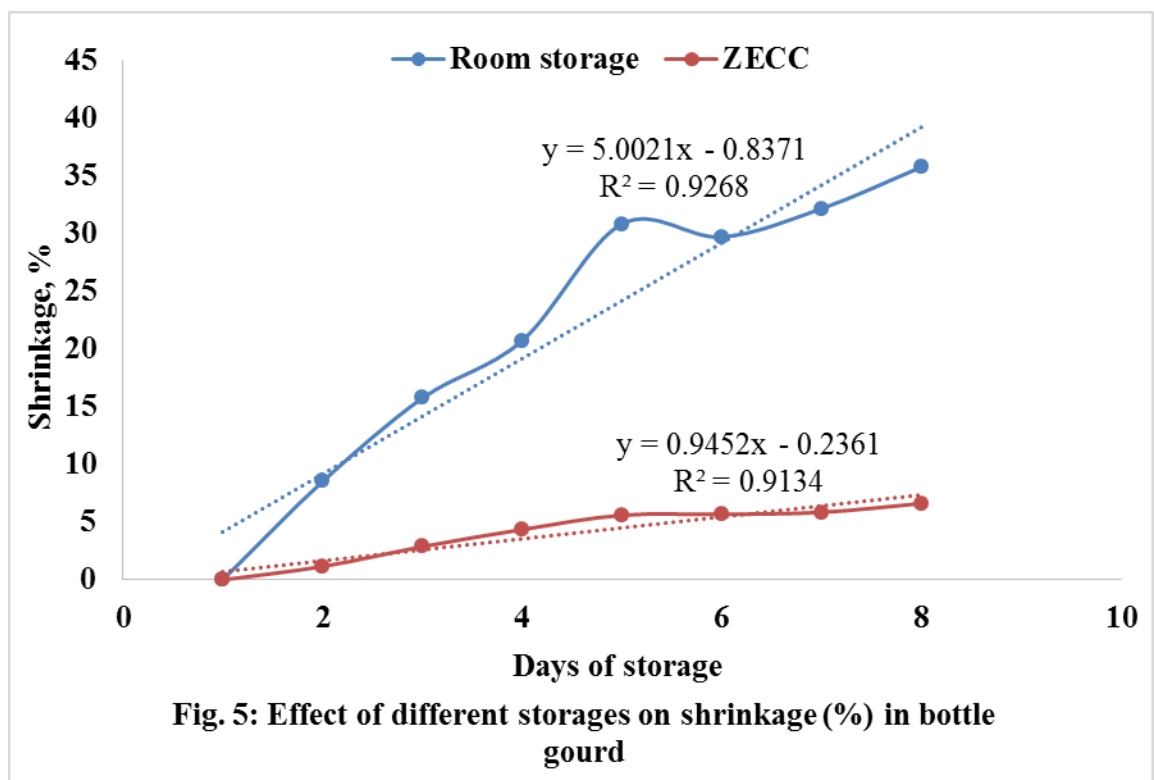 Room storage
ZECC
y = 5.0021x - 0.8371
R² = 0.9268
y = 0.9452x - 0.2361
R² = 0.9134
Shrinkage, %
45
40
35
30
25
20
15
10
5
0
0 2 4 6 8 10
Days of storage
Fig. 5: Effect of different storages on shrinkage (%) in bottle
gourd